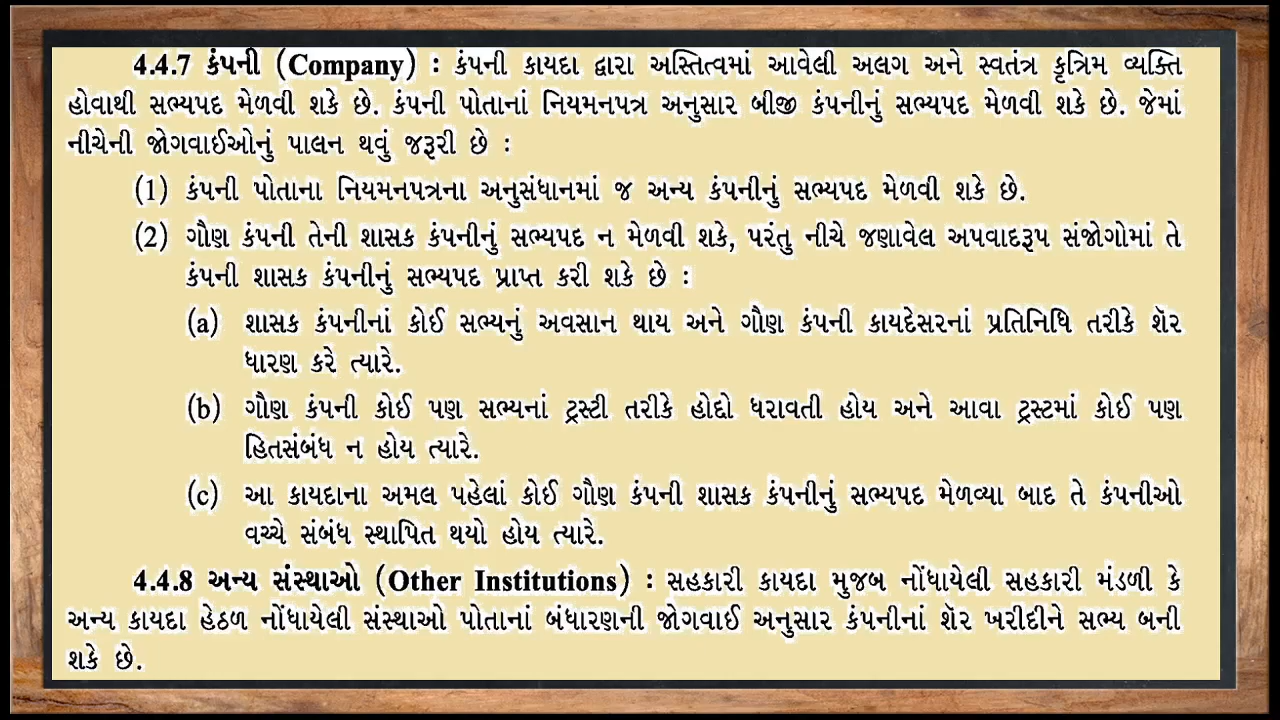 4.4.7 કંપની (Company) : કંપની કાયદા દ્વારા અસ્તિત્વમાં આવેલી અલગ અને સ્વતંત્ર કૃત્રિમ વ્યક્તિ
હોવાથી સભ્યપદ મેળવી શકે છે. કંપની પોતાનાં નિયમનપત્ર અનુસાર બીજી કંપનીનું સભ્યપદ મેળવી શકે છે. જેમાં
નીચેની જોગવાઈઓનું પાલન થવું જરૂરી છે :
(1) કંપની પોતાના નિયમનપત્રના અનુસંધાનમાં જ અન્ય કંપનીનું સભ્યપદ મેળવી શકે છે.
(2) ગૌણ કંપની તેની શાસક કંપનીનું સભ્યપદ ન મેળવી શકે, પરંતુ નીચે જણાવેલ અપવાદરૂપ સંજોગોમાં તે
કંપની શાસક કંપનીનું સભ્યપદ પ્રાપ્ત કરી શકે છે :
(a) શાસક કંપનીનાં કોઈ સભ્યનું અવસાન થાય અને ગૌણ કંપની કાયદેસરનાં પ્રતિનિધિ તરીકે શૅર
ધારણ કરે ત્યારે.
(b) ગૌણ કંપની કોઈ પણ સભ્યનાં ટ્રસ્ટી તરીકે હોદ્દો ધરાવતી હોય અને આવા ટ્રસ્ટમાં કોઈ પણ
હિતસંબંધ ન હોય ત્યારે.
(c) આ કાયદાના અમલ પહેલાં કોઈ ગૌણ કંપની શાસક કંપનીનું સભ્યપદ મેળવ્યા બાદ તે કંપનીઓ
વચ્ચે સંબંધ સ્થાપિત થયો હોય ત્યારે.
4.4.8 અન્ય સંસ્થાઓ (Other Institutions) : સહકારી કાયદા મુજબ નોંધાયેલી સહકારી મંડળી કે
અન્ય કાયદા હેઠળ નોંધાયેલી સંસ્થાઓ પોતાનાં બંધારણની જોગવાઈ અનુસાર કંપનીનાં શૅર ખરીદીને સભ્ય બની
શકે છે.